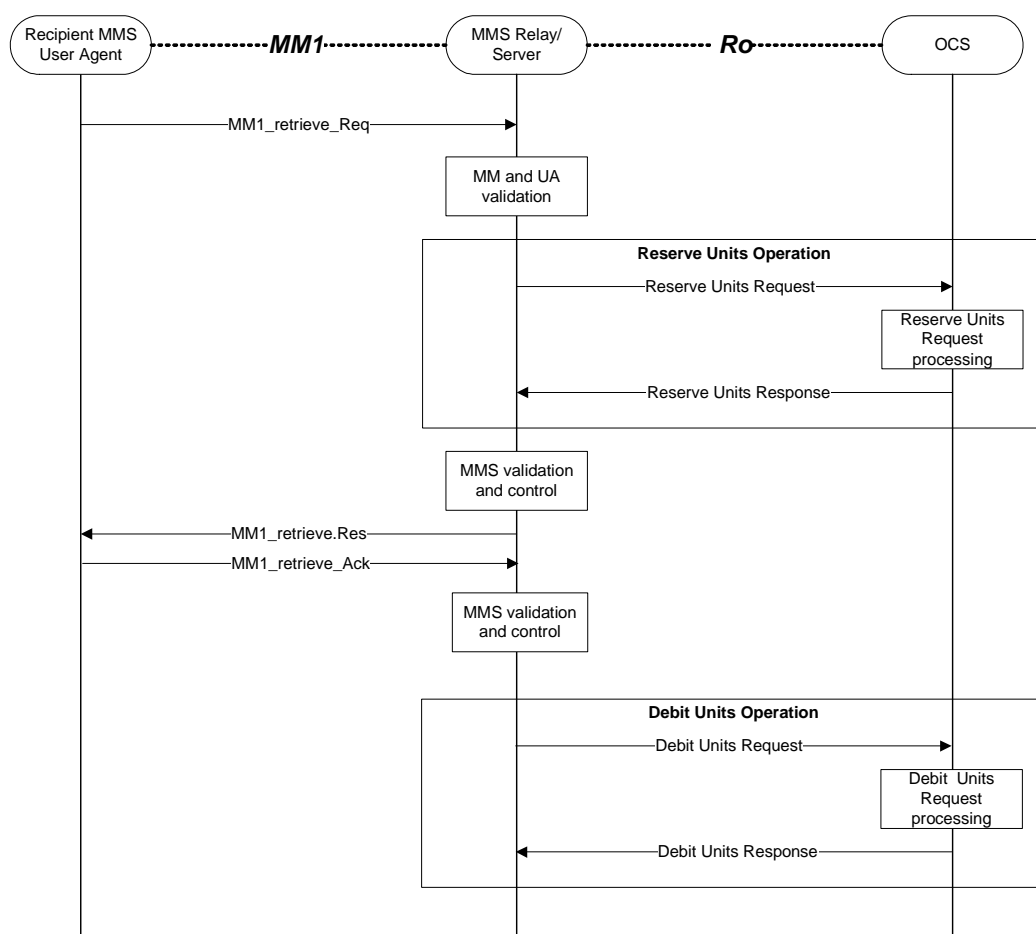 Recipient MMS
User Agent
MM1
MMS Relay/
Server
Ro
OCS
MM1_retrieve_Req
MM and UA
validation
Reserve Units Operation
Reserve Units Request
Reserve Units
Request
processing
Reserve Units Response
MMS validation
and control
MM1_retrieve.Res
MM1_retrieve_Ack
MMS validation
and control
Debit Units Operation
Debit Units Request
Debit  Units
Request
processing
Debit Units Response